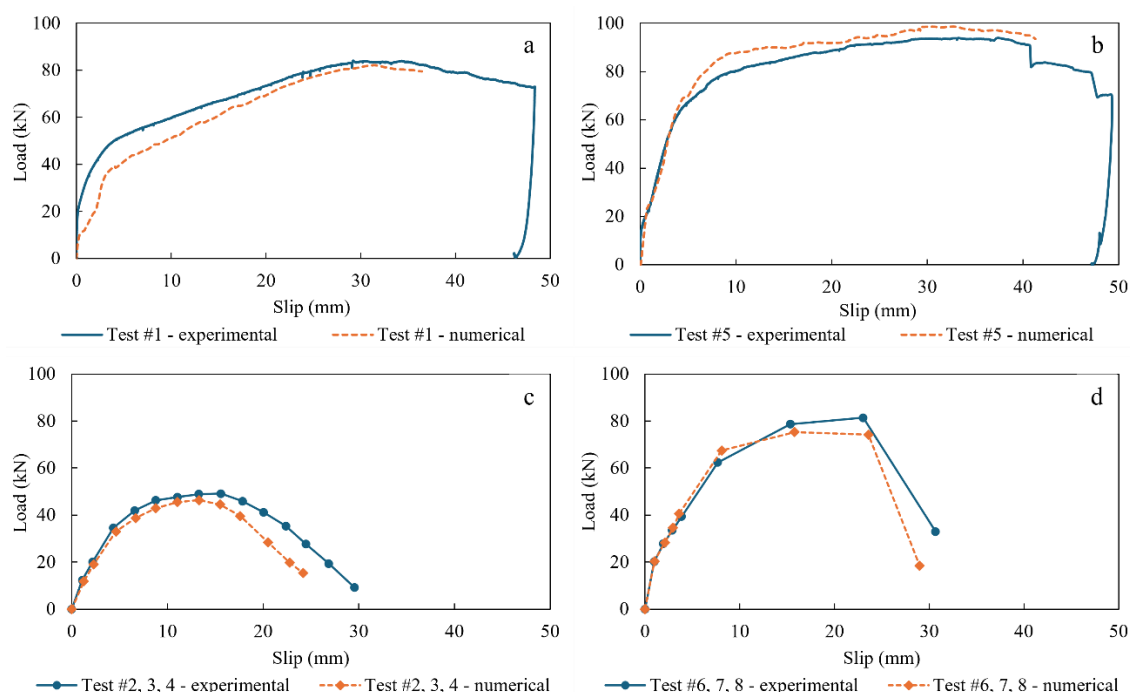 a
100
80
60
40
20
0
Load (kN)
0 10 20 30 40 50
Slip (mm)
Test #1 - experimental Test #1 - numerical
b
100
80
60
40
20
0
Load (kN)
0 10 20 30 40 50
Slip (mm)
Test #5 - experimental Test #5 - numerical
c
100
80
60
40
20
0
Load (kN)
0 10 20 30 40 50
Slip (mm)
Test #2, 3, 4 - experimental Test #2, 3, 4 - numerical
d
100
80
60
40
20
0
Load (kN)
0 10 20 30 40 50
Slip (mm)
Test #6, 7, 8 - experimental Test #6, 7, 8 - numerical